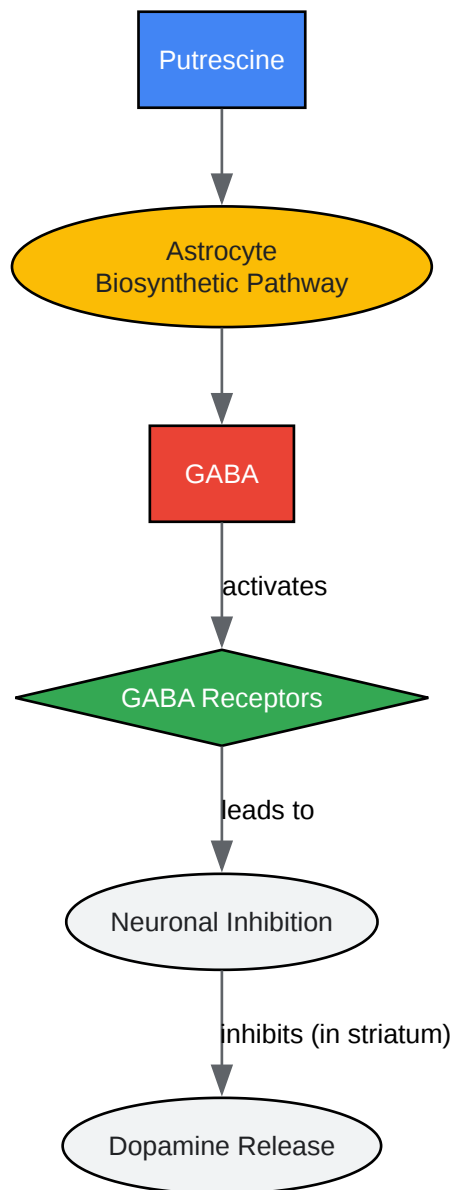 Putrescine
Astrocyte
Biosynthetic Pathway
GABA
activates
GABA Receptors
leads to
Neuronal Inhibition
inhibits (in striatum)
Dopamine Release